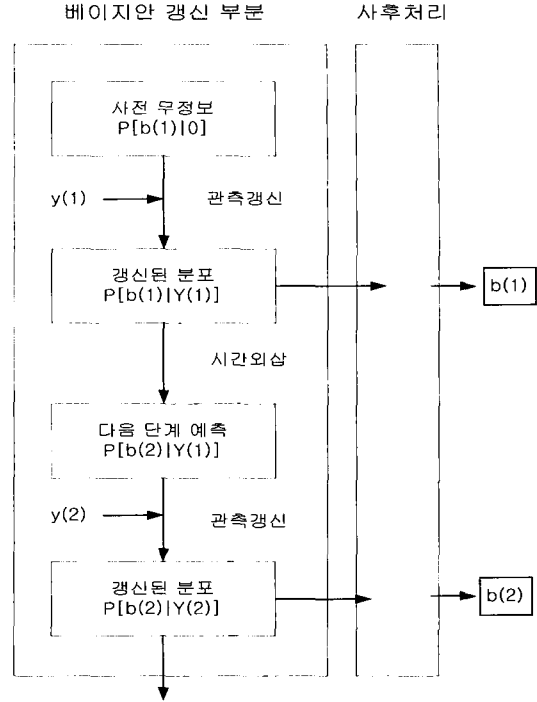 베이지안 갱신 부분
사후처리
사전 무정보
P[b(1)|0]
y(1)
관측갱신
갱신된 분포
P[b(1)|Y(1)]
b(1)
시간외삽
다음 단계 예측
P[b(2)|Y(1)]
y(2)
관측갱신
갱신된 분포
P[b(2)|Y(2)]
b(2)